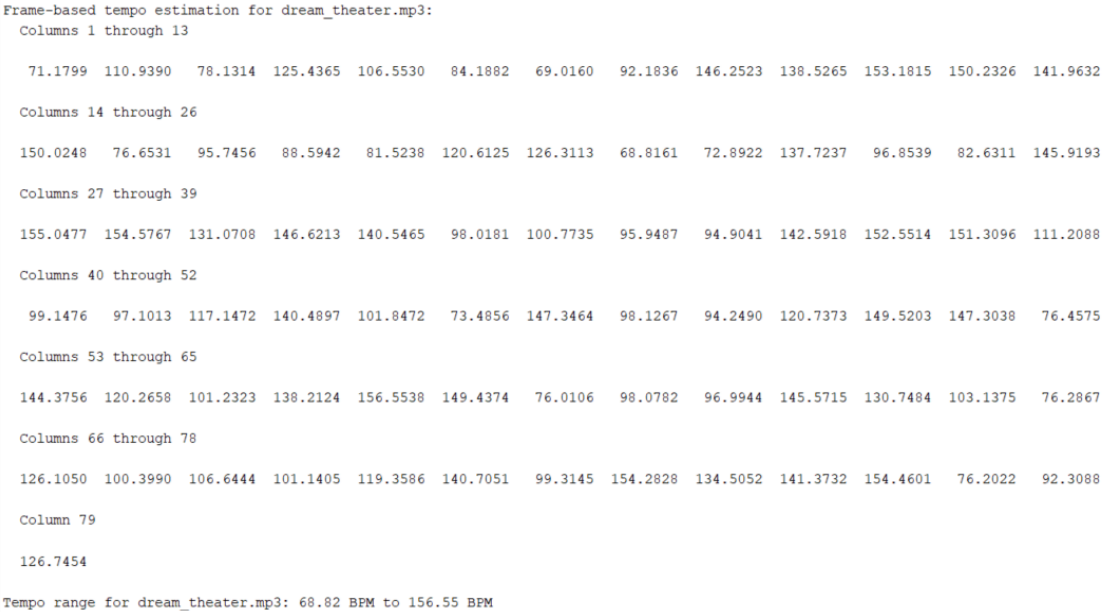 Frame-based tempo estimation for dream_theater.mp3:
Columns 1 through 13
71.1799 110.9390 78.1314 125.4365 106.5530 84.1882 69.0160 92.1836 146.2523 138.5265 153.1815 150.2326 141.9632
Columns 14 through 26
150.0248 76.6531 95.7456 88.5942 81.5238 120.6125 126.3113 68.8161 72.8922 137.7237 96.8539 82.6311 145.9193
Columns 27 through 39
155.0477 154.5767 131.0708 146.6213 140.5465 98.0181 100.7735 95.9487 94.9041 142.5918 152.5514 151.3096 111.2088
Columns 40 through 52
99.1476 97.1013 117.1472 140.4897 101.8472 73.4856 147.3464 98.1267 94.2490 120.7373 149.5203 147.3038 76.4575
Columns 53 through 65
144.3756 120.2658 101.2323 138.2124 156.5538 149.4374 76.0106 98.0782 96.9944 145.5715 130.7484 103.1375 76.2867
Columns 66 through 78
126.1050 100.3990 106.6444 101.1405 119.3586 140.7051 99.3145 154.2828 134.5052 141.3732 154.4601 76.2022 92.3088
Column 79
126.7454
Tempo range for dream_theater.mp3: 68.82 BPM to 156.55 BPM